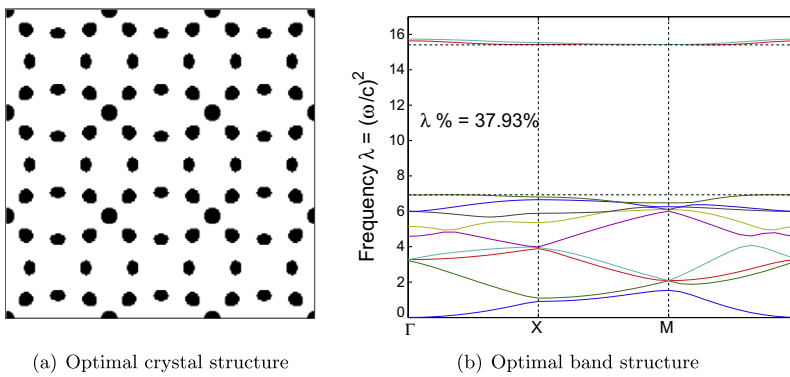 16
14
12
10
8
6
4
2
0
Frequency λ = (ω/c)²
λ % = 37.93%
Γ X M
(a) Optimal crystal structure
(b) Optimal band structure